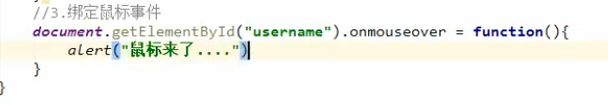 //3.绑定鼠标事件
document.getElementById("username").onmouseover = function(){
alert("鼠标来了....")
}
}